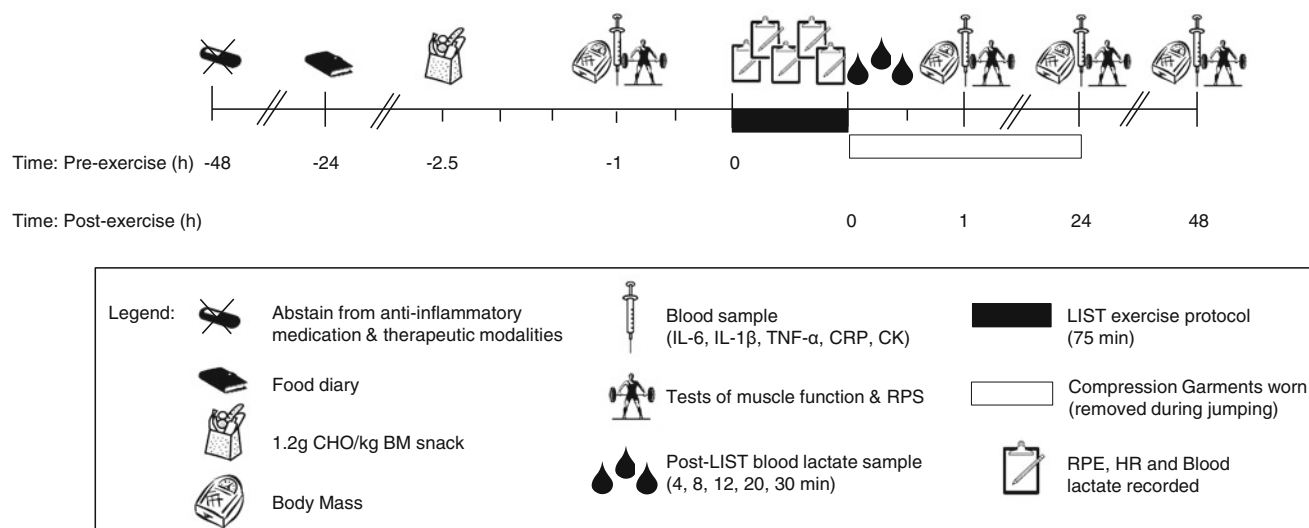 Time: Pre-exercise (h) -48 -24 -2.5 -1 0
Time: Post-exercise (h) 0 1 24 48
Legend:
Abstain from anti-inflammatory
medication & therapeutic modalities
Food diary
1.2g CHO/kg BM snack
Body Mass
Blood sample
(IL-6, IL-1β, TNF-α, CRP, CK)
Tests of muscle function & RPS
Post-LIST blood lactate sample
(4, 8, 12, 20, 30 min)
LIST exercise protocol
(75 min)
Compression Garments worn
(removed during jumping)
RPE, HR and Blood
lactate recorded